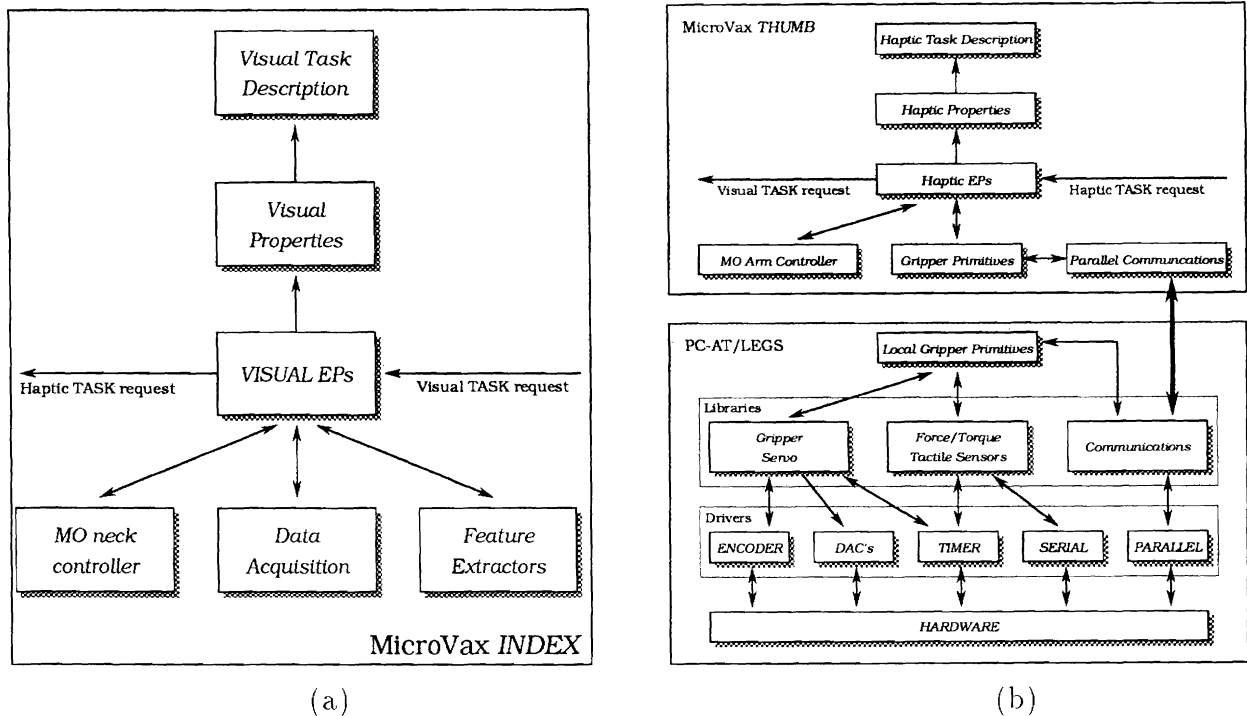 Visual Task
Description
Visual
Properties
VISUAL EPs
Haptic TASK request
Visual TASK request
MO neck
controller
Data
Acquisition
Feature
Extractors
MicroVax INDEX
(a)
MicroVax THUMB
Haptic Task Description
Haptic Properties
Haptic EPs
Visual TASK request
Haptic TASK request
MO Arm Controller
Gripper Primitives
Parallel Communcations
PC-AT/LEGS
Local Gripper Primitives
Libraries
Gripper
Servo
Force/Torque
Tactile Sensors
Communications
Drivers
ENCODER
DAC's
TIMER
SERIAL
PARALLEL
HARDWARE
(b)